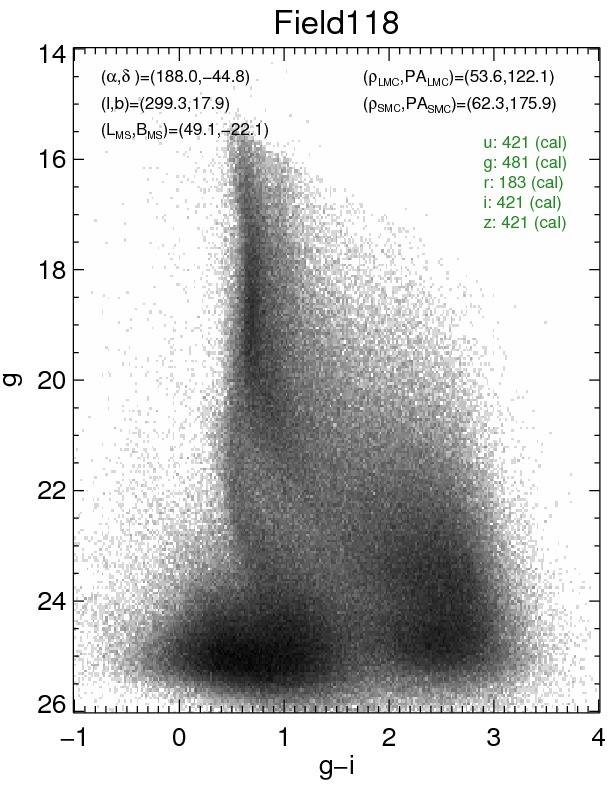 Field118
(α,δ)=(188.0,−44.8)
(ρLMC,PALMC)=(53.6,122.1)
(l,b)=(299.3,17.9)
(ρSMC,PASMC)=(62.3,175.9)
(LMS,BMS)=(49.1,−22.1)
u: 421 (cal)
g: 481 (cal)
r: 183 (cal)
i: 421 (cal)
z: 421 (cal)
14
16
18
20
22
24
26
g
−1 0 1 2 3 4
g−i